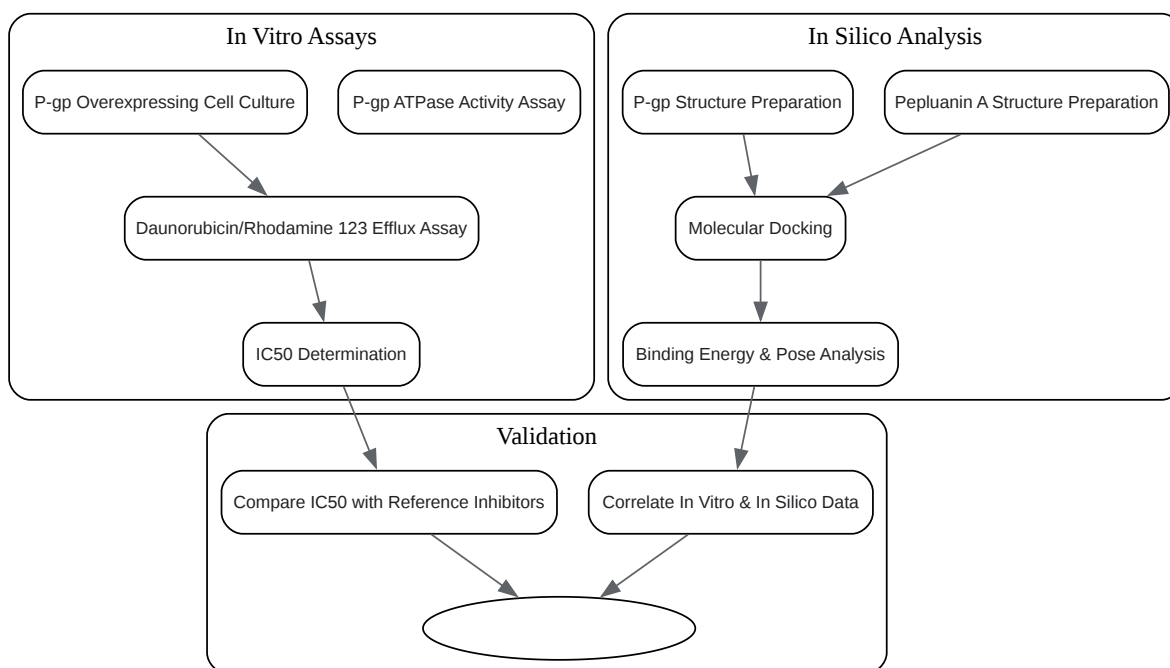 In Vitro Assays
P-gp Overexpressing Cell Culture
P-gp ATPase Activity Assay
Daunorubicin/Rhodamine 123 Efflux Assay
IC50 Determination
In Silico Analysis
P-gp Structure Preparation
Pepluanin A Structure Preparation
Molecular Docking
Binding Energy & Pose Analysis
Validation
Compare IC50 with Reference Inhibitors
Correlate In Vitro & In Silico Data